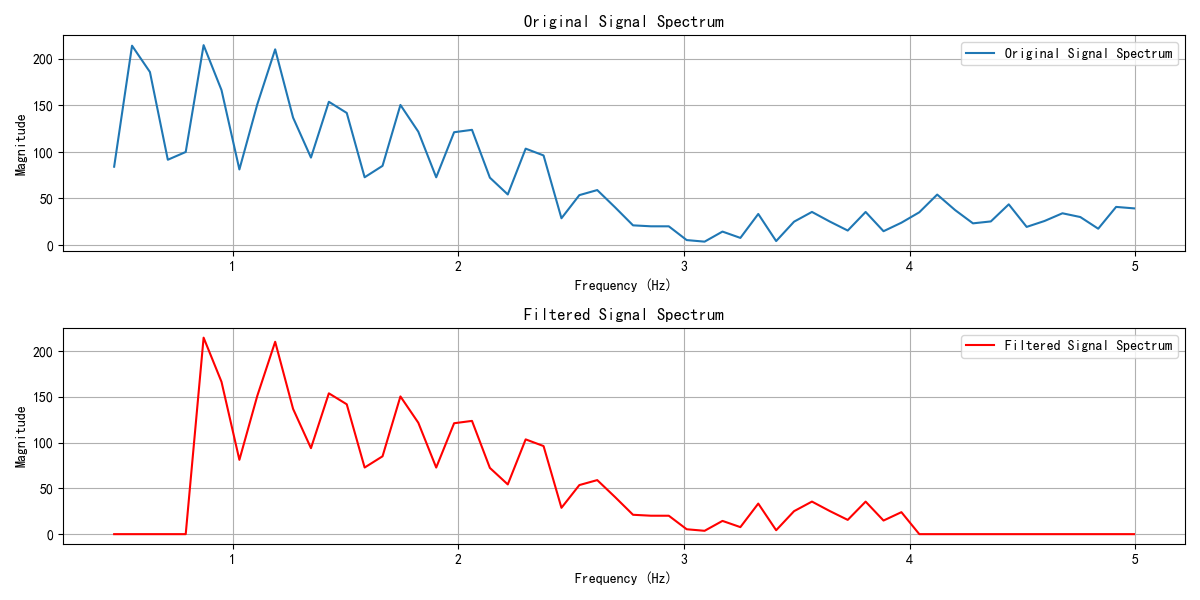 Original Signal Spectrum
Original Signal Spectrum
Magnitude
200
150
100
50
0
1 2 3 4 5
Frequency (Hz)
Filtered Signal Spectrum
Filtered Signal Spectrum
Magnitude
200
150
100
50
0
1 2 3 4 5
Frequency (Hz)